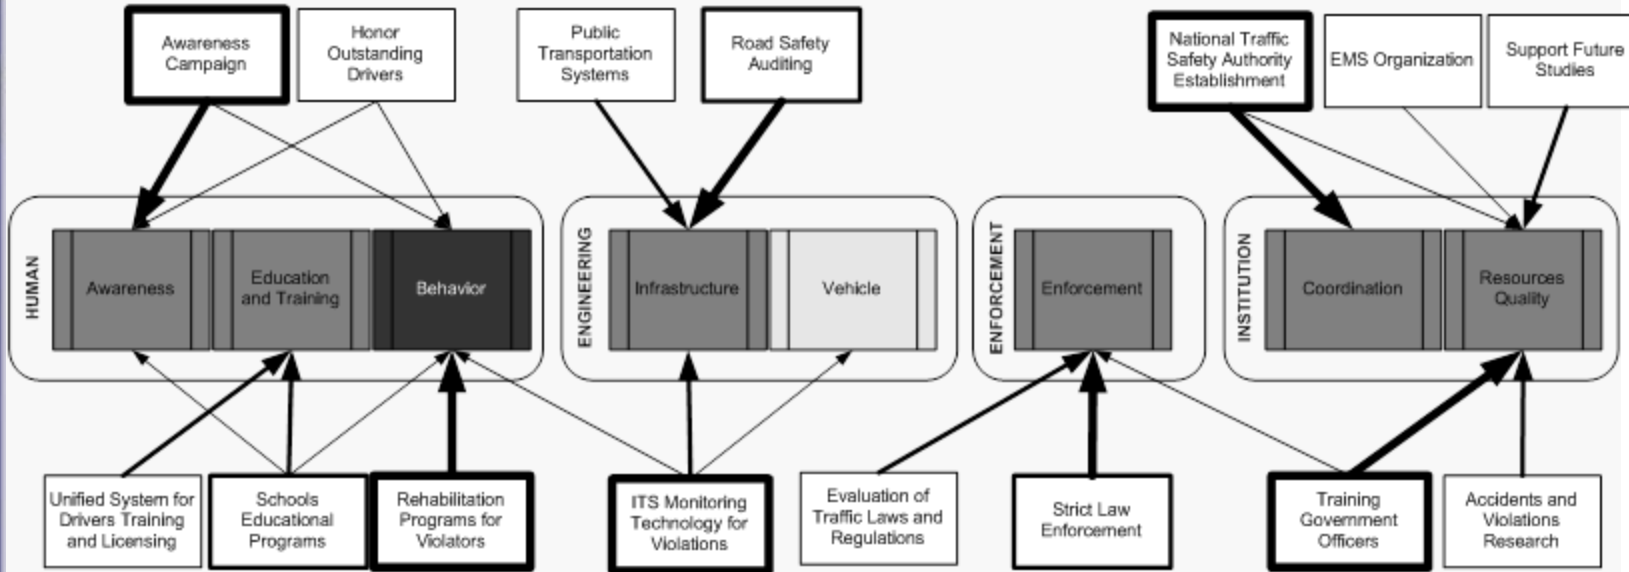 Awareness
Campaign
Honor
Outstanding
Drivers
Public
Transportation
Systems
Road Safety
Auditing
National Traffic
Safety Authority
Establishment
EMS Organization
Support Future
Studies
HUMAN
Awareness
Education
and Training
Behavior
ENGINEERING
Infrastructure
Vehicle
ENFORCEMENT
Enforcement
INSTITUTION
Coordination
Resources
Quality
Unified System for
Drivers Training
and Licensing
Schools
Educational
Programs
Rehabilitation
Programs for
Violators
ITS Monitoring
Technology for
Violations
Evaluation of
Traffic Laws and
Regulations
Strict Law
Enforcement
Training
Government
Officers
Accidents and
Violations
Research